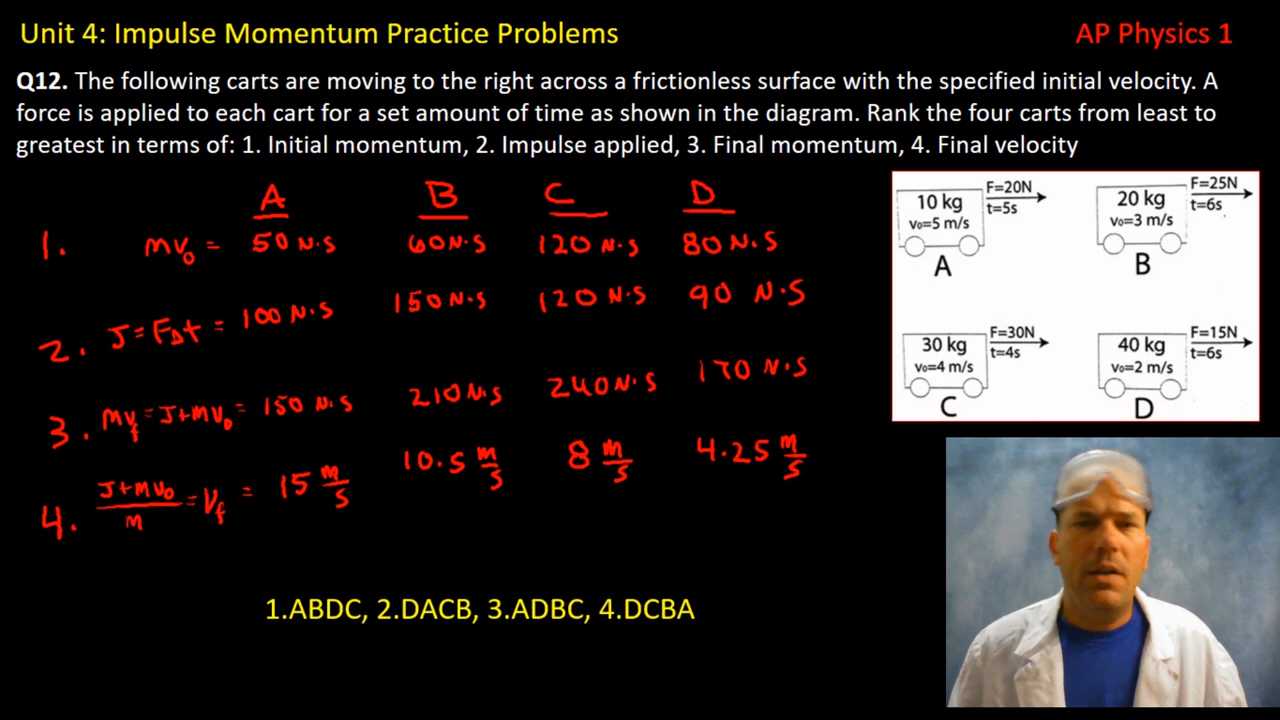 Unit 4: Impulse Momentum Practice Problems
AP Physics 1
Q12. The following carts are moving to the right across a frictionless surface with the specified initial velocity. A
force is applied to each cart for a set amount of time as shown in the diagram. Rank the four carts from least to
greatest in terms of: 1. Initial momentum, 2. Impulse applied, 3. Final momentum, 4. Final velocity
A B C D
1. mv₀ = 50 N·S 60 N·S 120 N·S 80 N·S
2. J = FΔt = 100 N·S 150 N·S 120 N·S 90 N·S
3. mvf = J+mv₀ = 150 N·S 210 N·S 240 N·S 170 N·S
4. J+mv₀/m = Vf = 15 m/s 10.5 m/s 8 m/s 4.25 m/s
1.ABDC, 2.DACB, 3.ADBC, 4.DCBA
10 kg
v₀=5 m/s
F=20N
t=5s
A
20 kg
v₀=3 m/s
F=25N
t=6s
B
30 kg
v₀=4 m/s
F=30N
t=4s
C
40 kg
v₀=2 m/s
F=15N
t=6s
D